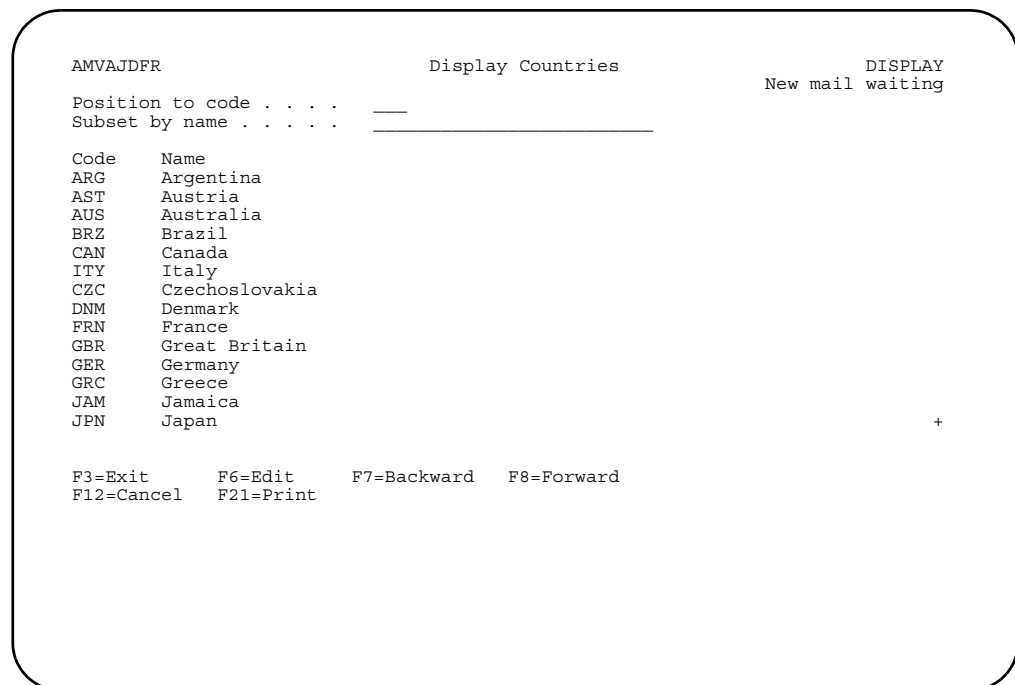 AMVAJDFR Display Countries DISPLAY
New mail waiting
Position to code . . . . ___
Subset by name . . . . . _________________________
Code Name
ARG Argentina
AST Austria
AUS Australia
BRZ Brazil
CAN Canada
ITY Italy
CZC Czechoslovakia
DNM Denmark
FRN France
GBR Great Britain
GER Germany
GRC Greece
JAM Jamaica
JPN Japan +
F3=Exit F6=Edit F7=Backward F8=Forward
F12=Cancel F21=Print